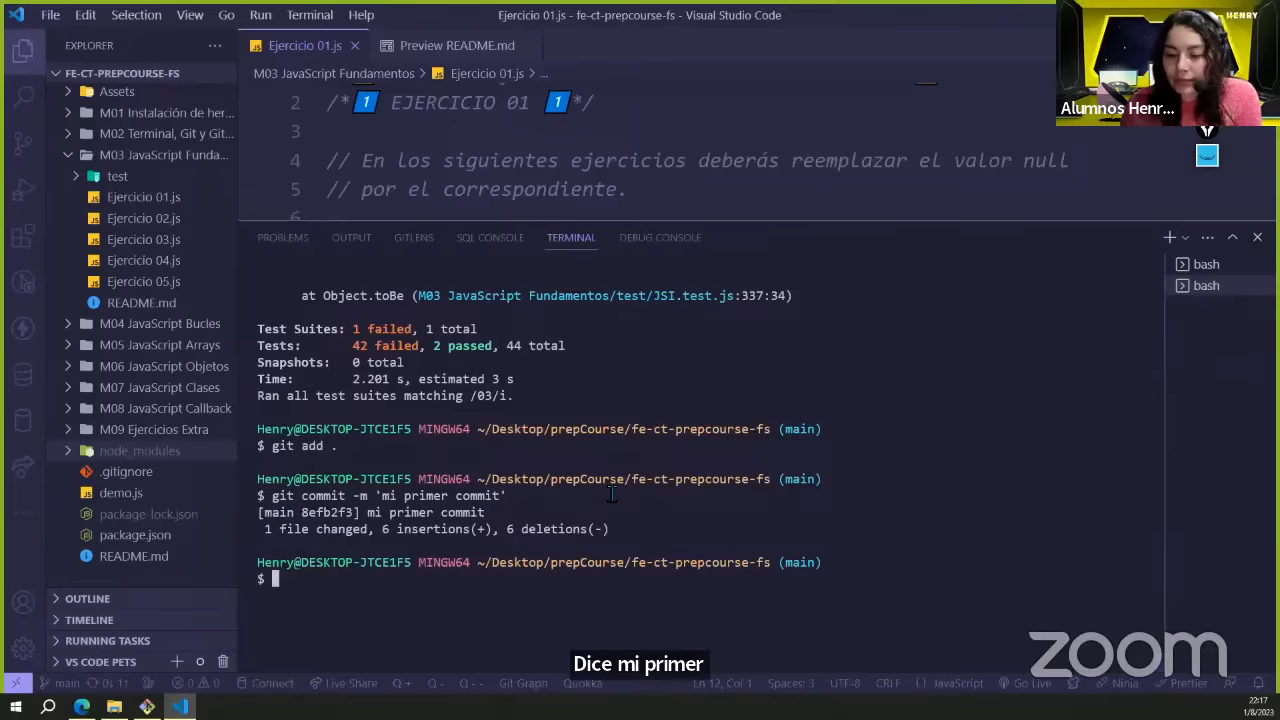 File Edit Selection View Go Run Terminal Help
Ejercicio 01.js - fe-ct-prepcourse-fs - Visual Studio Code
HENRY
Alumnos Henr...
EXPLORER
Ejercicio 01.js
Preview README.md
FE-CT-PREPCOURSE-FS
M03 JavaScript Fundamentos > Ejercicio 01.js > ...
Assets
M01 Instalación de her...
M02 Terminal, Git y Git...
M03 JavaScript Funda...
test
Ejercicio 01.js
Ejercicio 02.js
Ejercicio 03.js
Ejercicio 04.js
Ejercicio 05.js
README.md
M04 JavaScript Bucles
M05 JavaScript Arrays
M06 JavaScript Objetos
M07 JavaScript Clases
M08 JavaScript Callback
M09 Ejercicios Extra
node_modules
.gitignore
demo.js
package-lock.json
package.json
README.md
OUTLINE
TIMELINE
RUNNING TASKS
VS CODE PETS
2 /*1️⃣ EJERCICIO 01 1️⃣*/
3
4 // En los siguientes ejercicios deberás reemplazar el valor null
5 // por el correspondiente.
6
PROBLEMS OUTPUT GITLENS SQL CONSOLE TERMINAL DEBUG CONSOLE
bash
bash
at Object.toBe (M03 JavaScript Fundamentos/test/JSI.test.js:337:34)
Test Suites: 1 failed, 1 total
Tests: 42 failed, 2 passed, 44 total
Snapshots: 0 total
Time: 2.201 s, estimated 3 s
Ran all test suites matching /03/i.
Henry@DESKTOP-JTCE1F5 MINGW64 ~/Desktop/prepCourse/fe-ct-prepcourse-fs (main)
$ git add .
Henry@DESKTOP-JTCE1F5 MINGW64 ~/Desktop/prepCourse/fe-ct-prepcourse-fs (main)
$ git commit -m 'mi primer commit'
[main 8efb2f3] mi primer commit
1 file changed, 6 insertions(+), 6 deletions(-)
Henry@DESKTOP-JTCE1F5 MINGW64 ~/Desktop/prepCourse/fe-ct-prepcourse-fs (main)
$
Dice mi primer
zoom
main 0↓ 1↑ 0 6 Connect Live Share Q+ Q- Q- Git Graph Quokka Ln 12, Col 1 Spaces: 3 UTF-8 CRLF {} JavaScript Go Live Ninja Prettier
22:17
1/8/2023